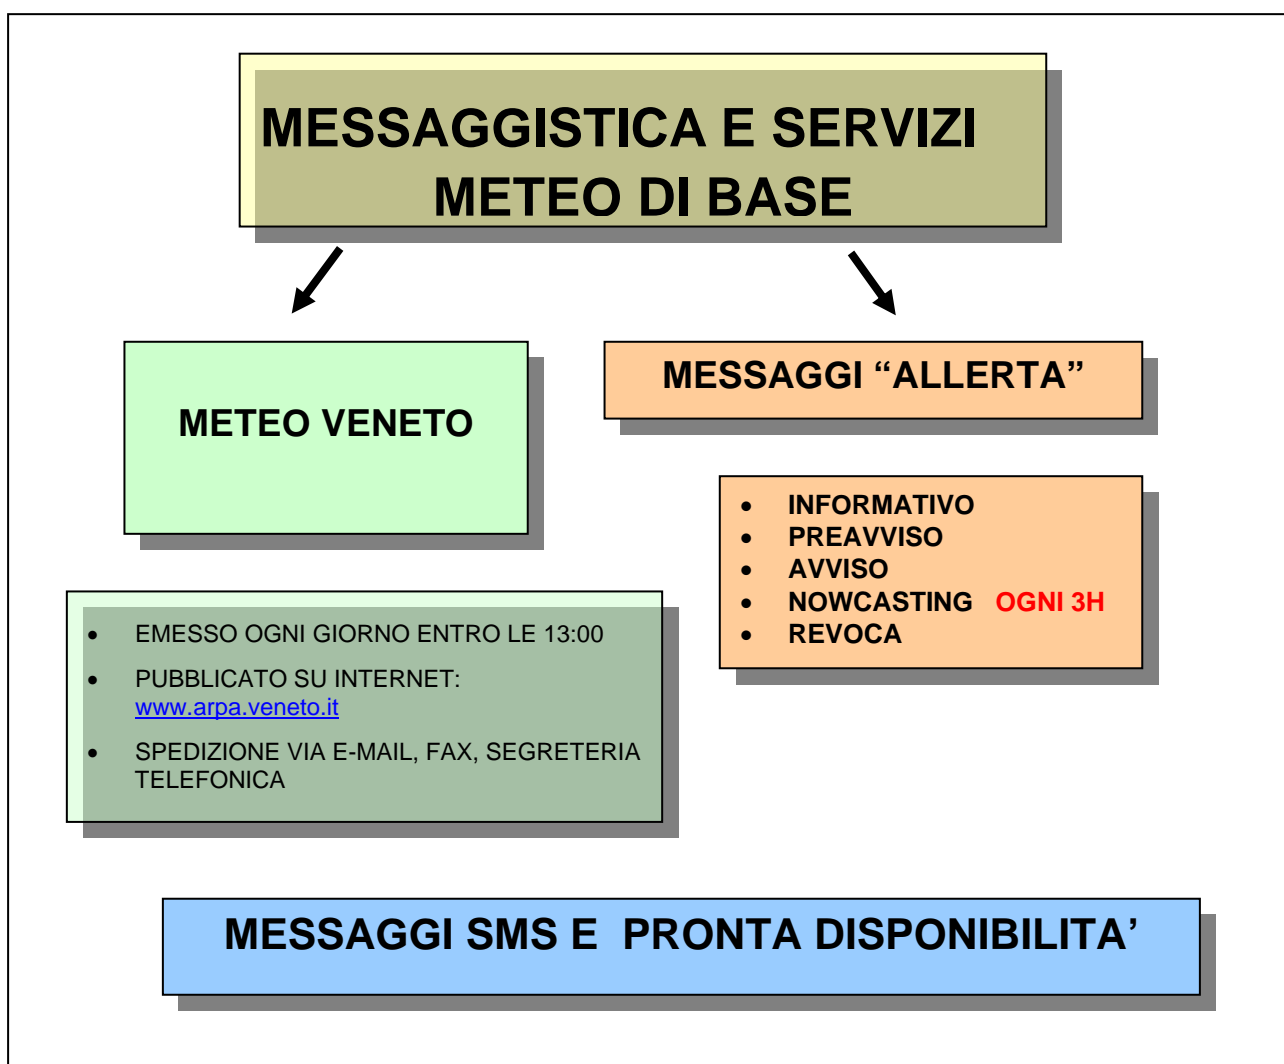 MESSAGGISTICA E SERVIZI
METEO DI BASE
METEO VENETO
MESSAGGI “ALLERTA”
• INFORMATIVO
• PREAVVISO
• AVVISO
• NOWCASTING OGNI 3H
• REVOCA
• EMESSO OGNI GIORNO ENTRO LE 13:00
• PUBBLICATO SU INTERNET:
www.arpa.veneto.it
• SPEDIZIONE VIA E-MAIL, FAX, SEGRETERIA
TELEFONICA
MESSAGGI SMS E PRONTA DISPONIBILITA’